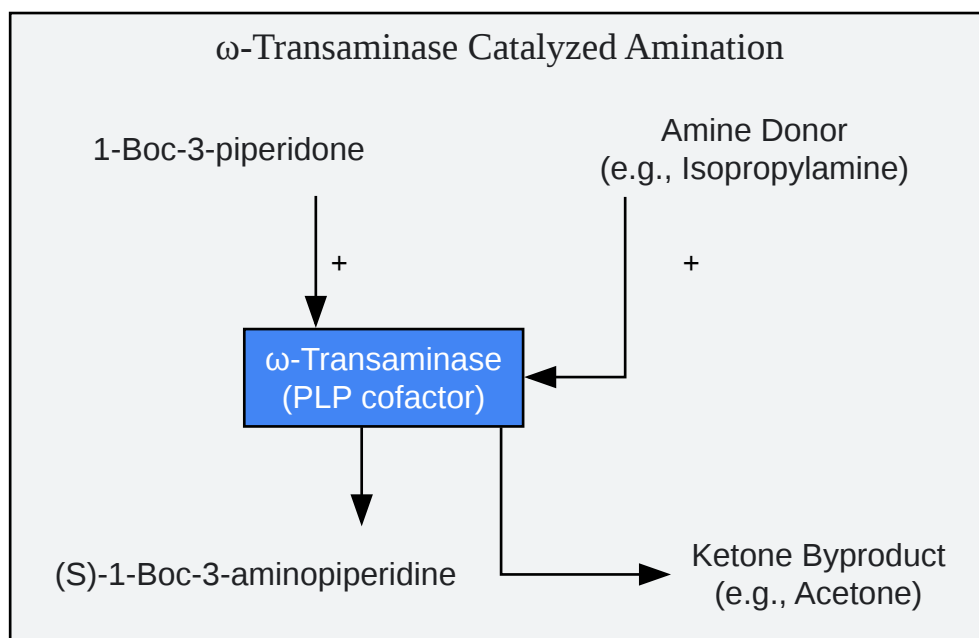 ω-Transaminase Catalyzed Amination
1-Boc-3-piperidone
Amine Donor
(e.g., Isopropylamine)
+
+
ω-Transaminase
(PLP cofactor)
(S)-1-Boc-3-aminopiperidine
Ketone Byproduct
(e.g., Acetone)